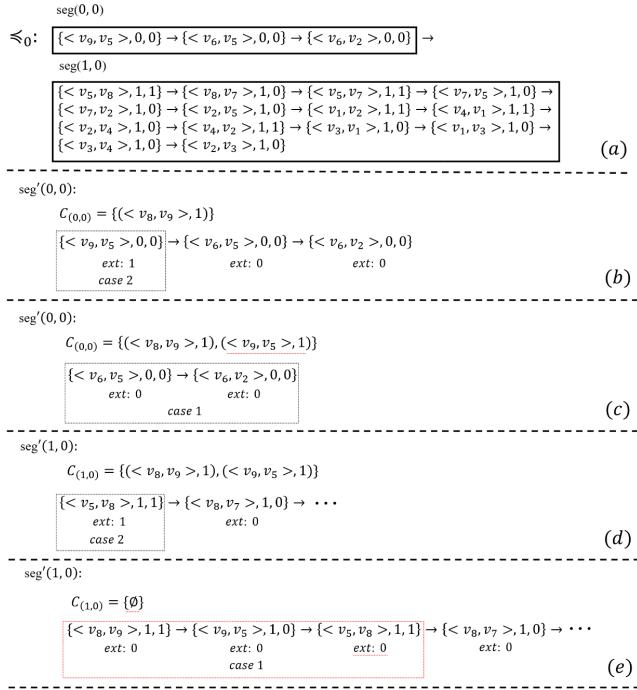 seg(0, 0)
≼₀: {< v₉, v₅ >,0,0} → {< v₆, v₅ >,0,0} → {< v₆, v₂ >,0,0} →
seg(1, 0)
{< v₅, v₈ >,1,1} → {< v₈, v₇ >,1,0} → {< v₅, v₇ >,1,1} → {< v₇, v₅ >,1,0} →
{< v₇, v₂ >,1,0} → {< v₂, v₅ >,1,0} → {< v₁, v₂ >,1,1} → {< v₄, v₁ >,1,1} →
{< v₂, v₄ >,1,0} → {< v₄, v₂ >,1,1} → {< v₃, v₁ >,1,0} → {< v₁, v₃ >,1,0} →
{< v₃, v₄ >,1,0} → {< v₂, v₃ >,1,0}
(a)
seg′(0, 0):
C₍₀,₀₎ = {(< v₈, v₉ >,1)}
{< v₉, v₅ >,0,0} → {< v₆, v₅ >,0,0} → {< v₆, v₂ >,0,0}
ext: 1 ext: 0 ext: 0
case 2
(b)
seg′(0, 0):
C₍₀,₀₎ = {(< v₈, v₉ >,1), (< v₉, v₅ >,1)}
{< v₆, v₅ >,0,0} → {< v₆, v₂ >,0,0}
ext: 0 ext: 0
case 1
(c)
seg′(1, 0):
C₍₁,₀₎ = {(< v₈, v₉ >,1), (< v₉, v₅ >,1)}
{< v₅, v₈ >,1,1} → {< v₈, v₇ >,1,0} → ⋯
ext: 1 ext: 0
case 2
(d)
seg′(1, 0):
C₍₁,₀₎ = {∅}
{< v₈, v₉ >,1,1} → {< v₉, v₅ >,1,0} → {< v₅, v₈ >,1,1} → {< v₈, v₇ >,1,0} → ⋯
ext: 0 ext: 0 ext: 0 ext: 0
case 1
(e)